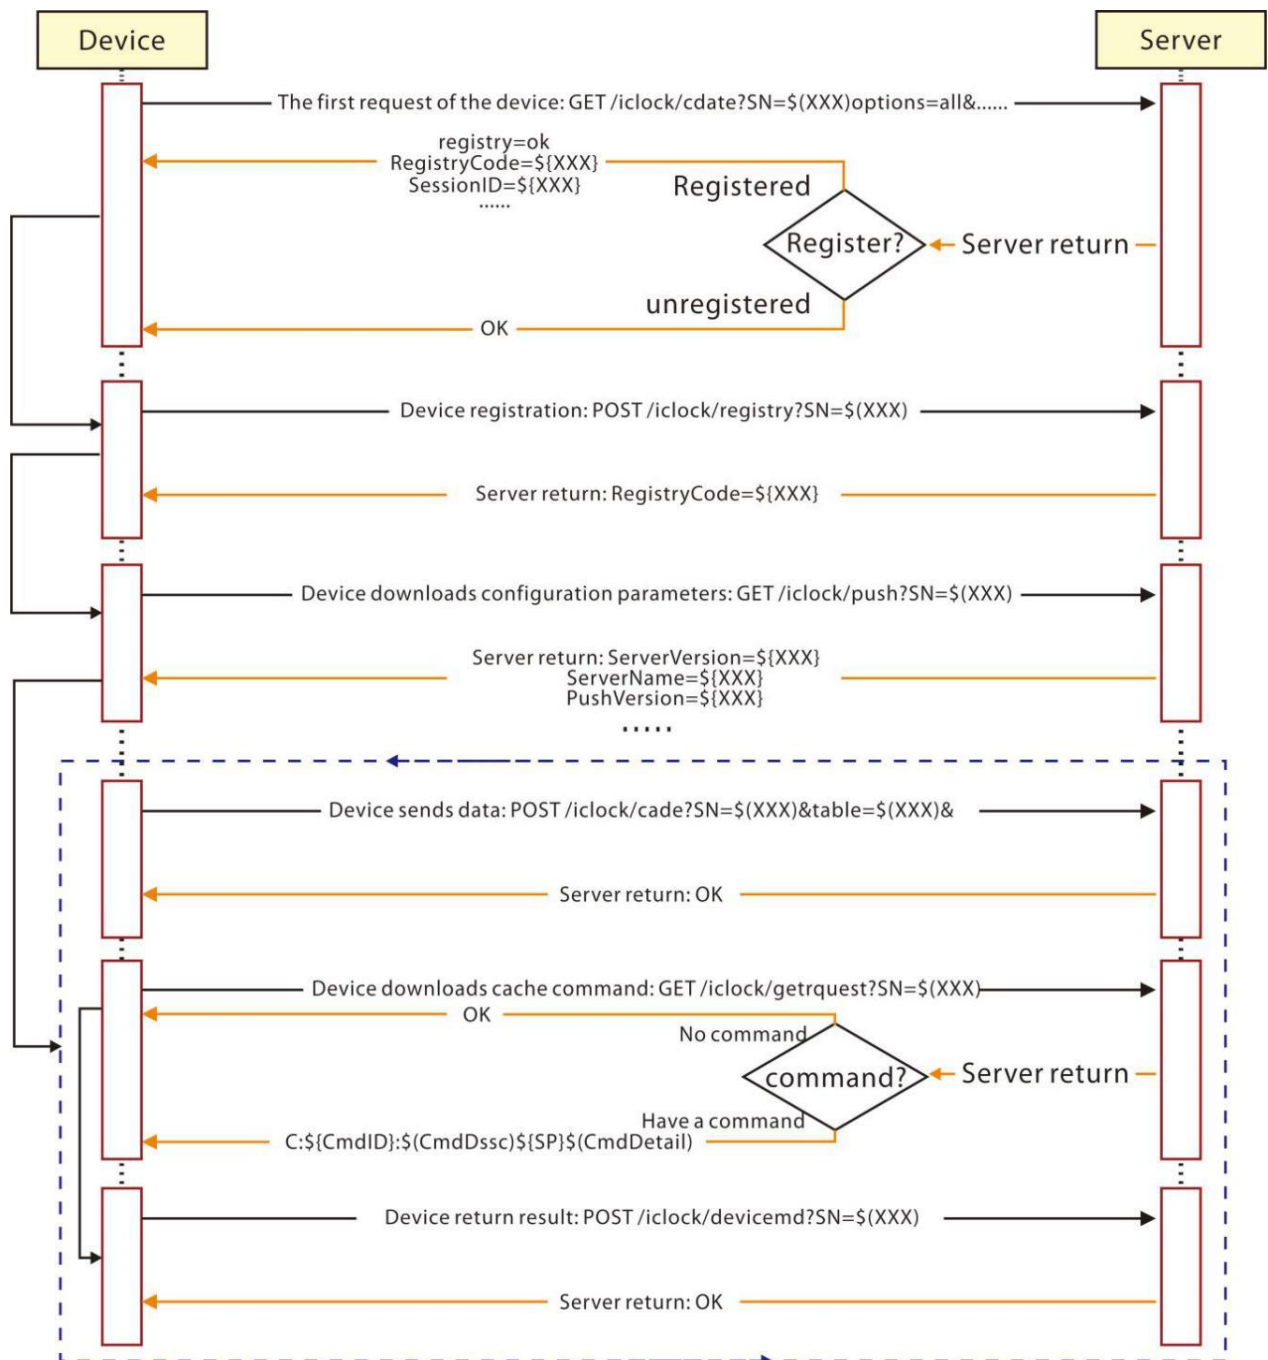 Device
Server
The first request of the device: GET /iclock/cdate?SN=$(XXX)options=all&......
registry=ok
RegistryCode=${XXX}
SessionID=${XXX}
......
Registered
Register?
Server return
unregistered
OK
Device registration: POST /iclock/registry?SN=$(XXX)
Server return: RegistryCode=${XXX}
Device downloads configuration parameters: GET /iclock/push?SN=$(XXX)
Server return: ServerVersion=${XXX}
ServerName=${XXX}
PushVersion=${XXX}
.....
Device sends data: POST /iclock/cade?SN=$(XXX)&table=$(XXX)&
Server return: OK
Device downloads cache command: GET /iclock/getrquest?SN=$(XXX)
OK
No command
command?
Server return
Have a command
C:${CmdID}:$(CmdDssc)${SP}$(CmdDetail)
Device return result: POST /iclock/devicemd?SN=$(XXX)
Server return: OK